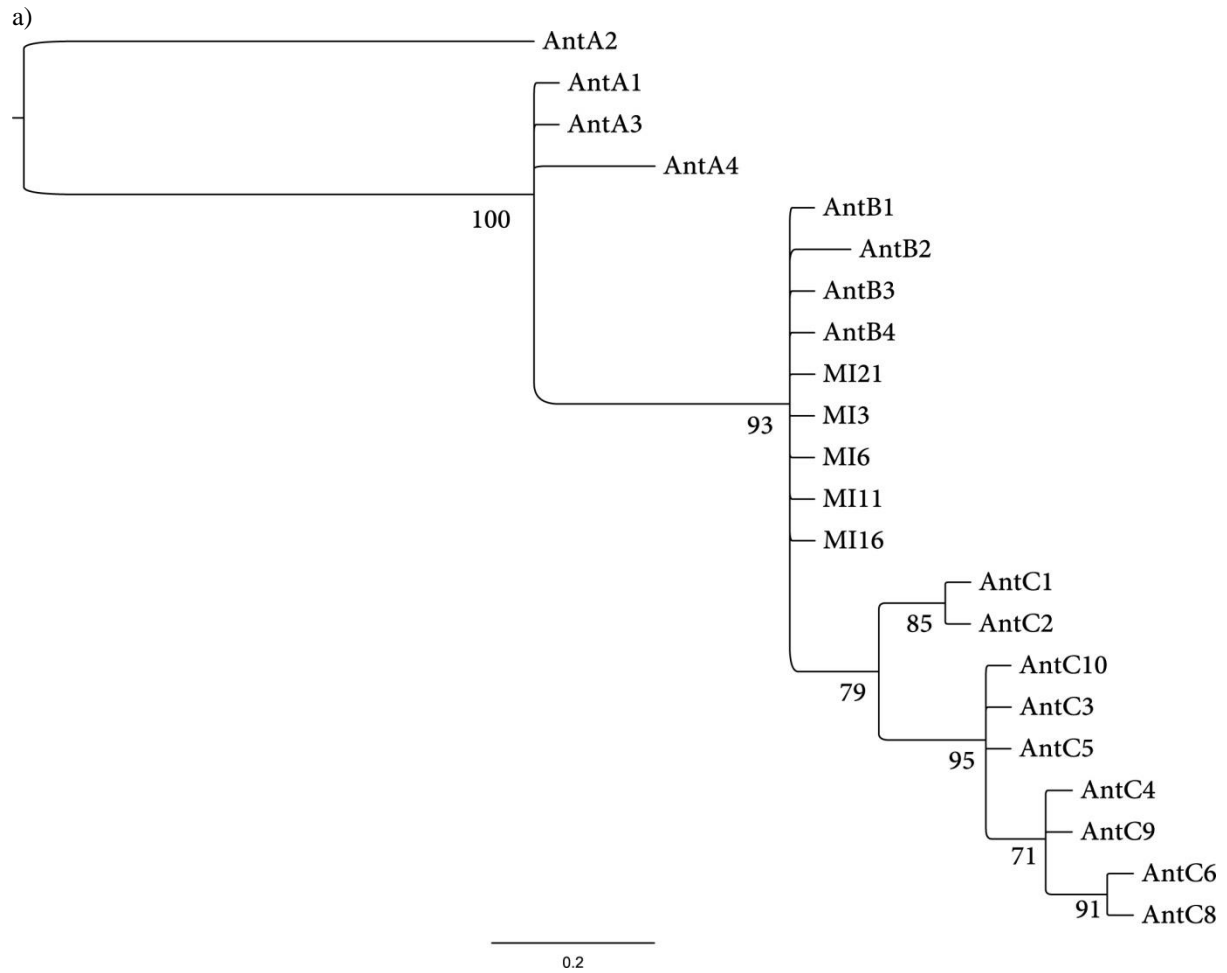 a)
AntA2
AntA1
AntA3
AntA4
100
AntB1
AntB2
AntB3
AntB4
MI21
MI3
93
MI6
MI11
MI16
AntC1
85
AntC2
AntC10
79
AntC3
AntC5
95
AntC4
AntC9
71
AntC6
91
AntC8
0.2